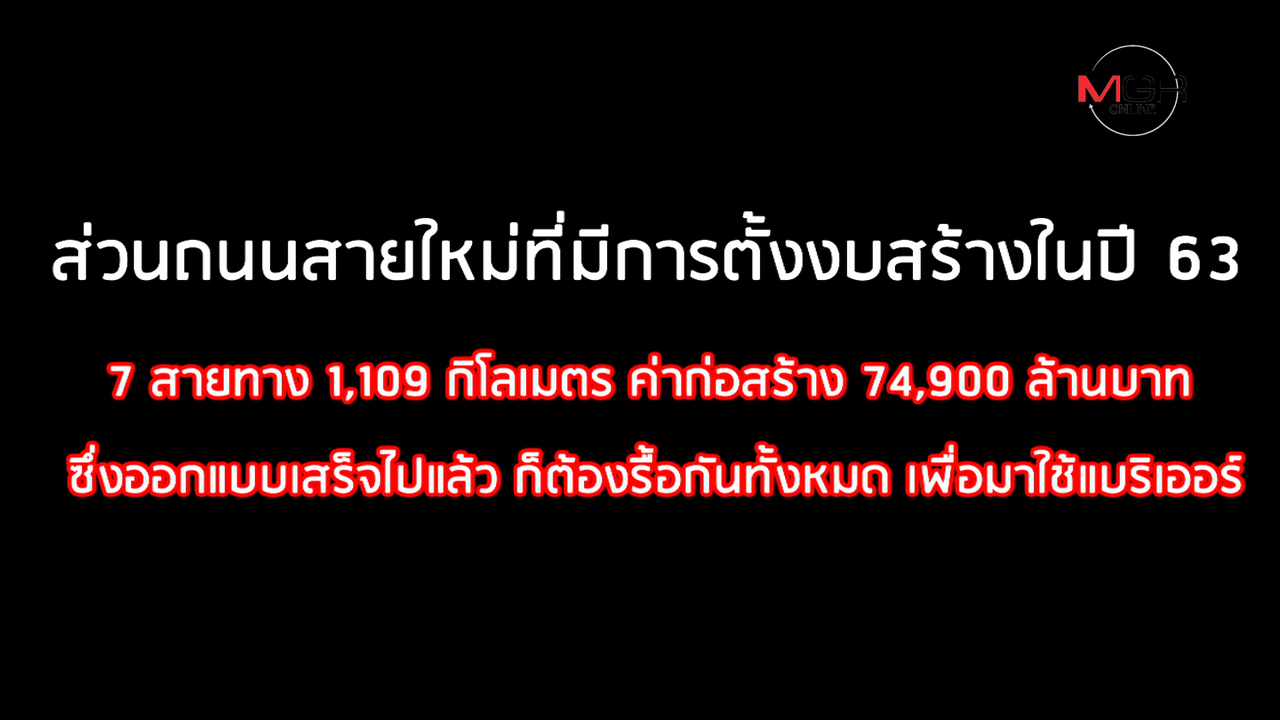 MGR
ONLINE
ส่วนถนนสายใหม่ที่มีการตั้งงบสร้างในปี 63
7 สายทาง 1,109 กิโลเมตร ค่าก่อสร้าง 74,900 ล้านบาท
ซึ่งออกแบบเสร็จไปแล้ว ก็ต้องรื้อกันทั้งหมด เพื่อมาใช้แบริเออร์